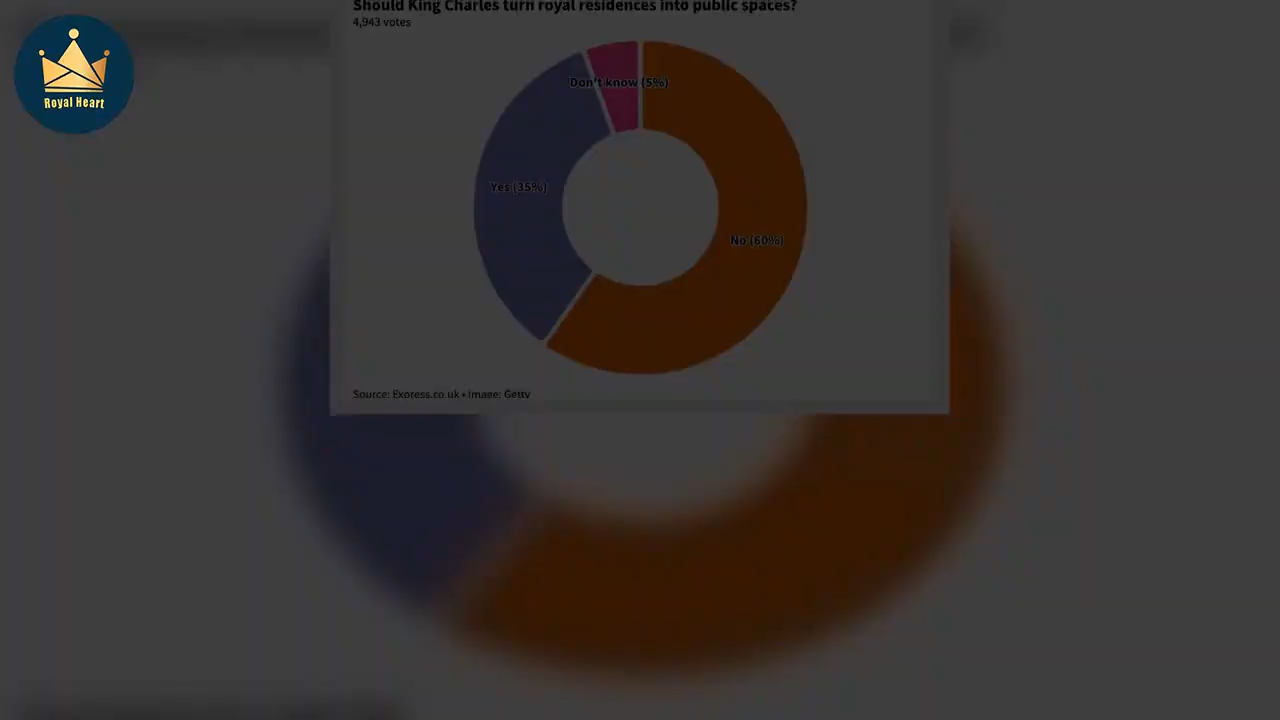 Should King Charles turn royal residences into public spaces?
4,943 votes
Don't know (5%)
Yes (35%)
No (60%)
Source: Express.co.uk • Image: Getty
Royal Heart